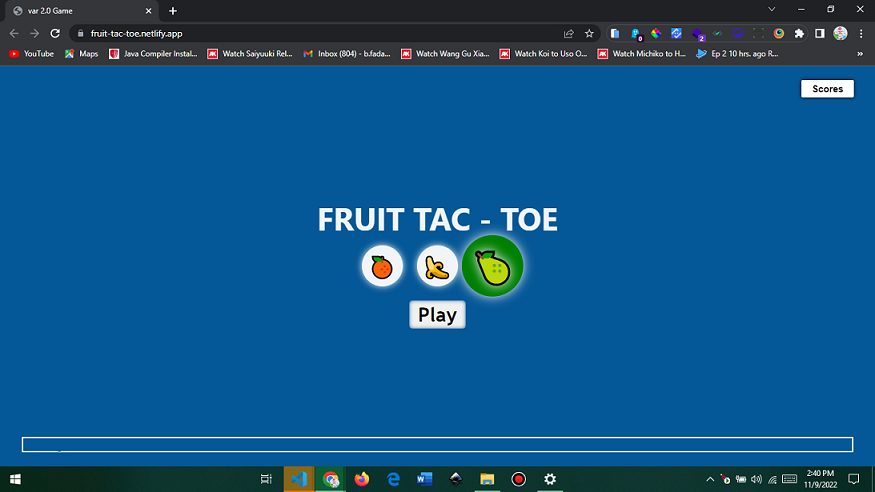 var 2.0 Game
fruit-tac-toe.netlify.app
0
2
YouTube
Maps
Java Compiler Instal...
Watch Saiyuuki Rel...
Inbox (804) - b.fada...
Watch Wang Gu Xia...
Watch Koi to Uso O...
Watch Michiko to H...
Ep 2 10 hrs. ago R...
»
Scores
FRUIT TAC - TOE
Play
2:40 PM
11/9/2022